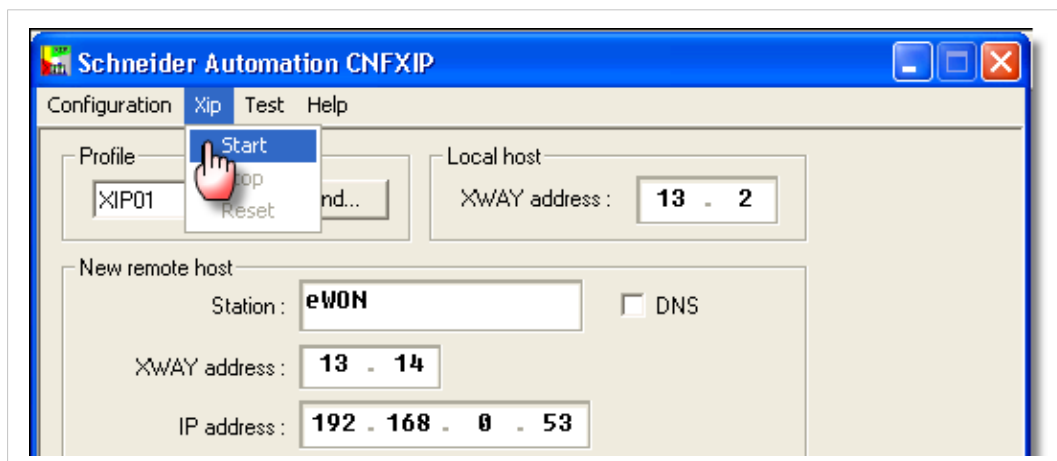 Schneider Automation CNFXIP
Configuration Xip Test Help
Start
Reset
Profile
XIP01
Local host
XWAY address : 13 . 2
New remote host
Station : eWON
DNS
XWAY address : 13 . 14
IP address : 192 . 168 . 0 . 53